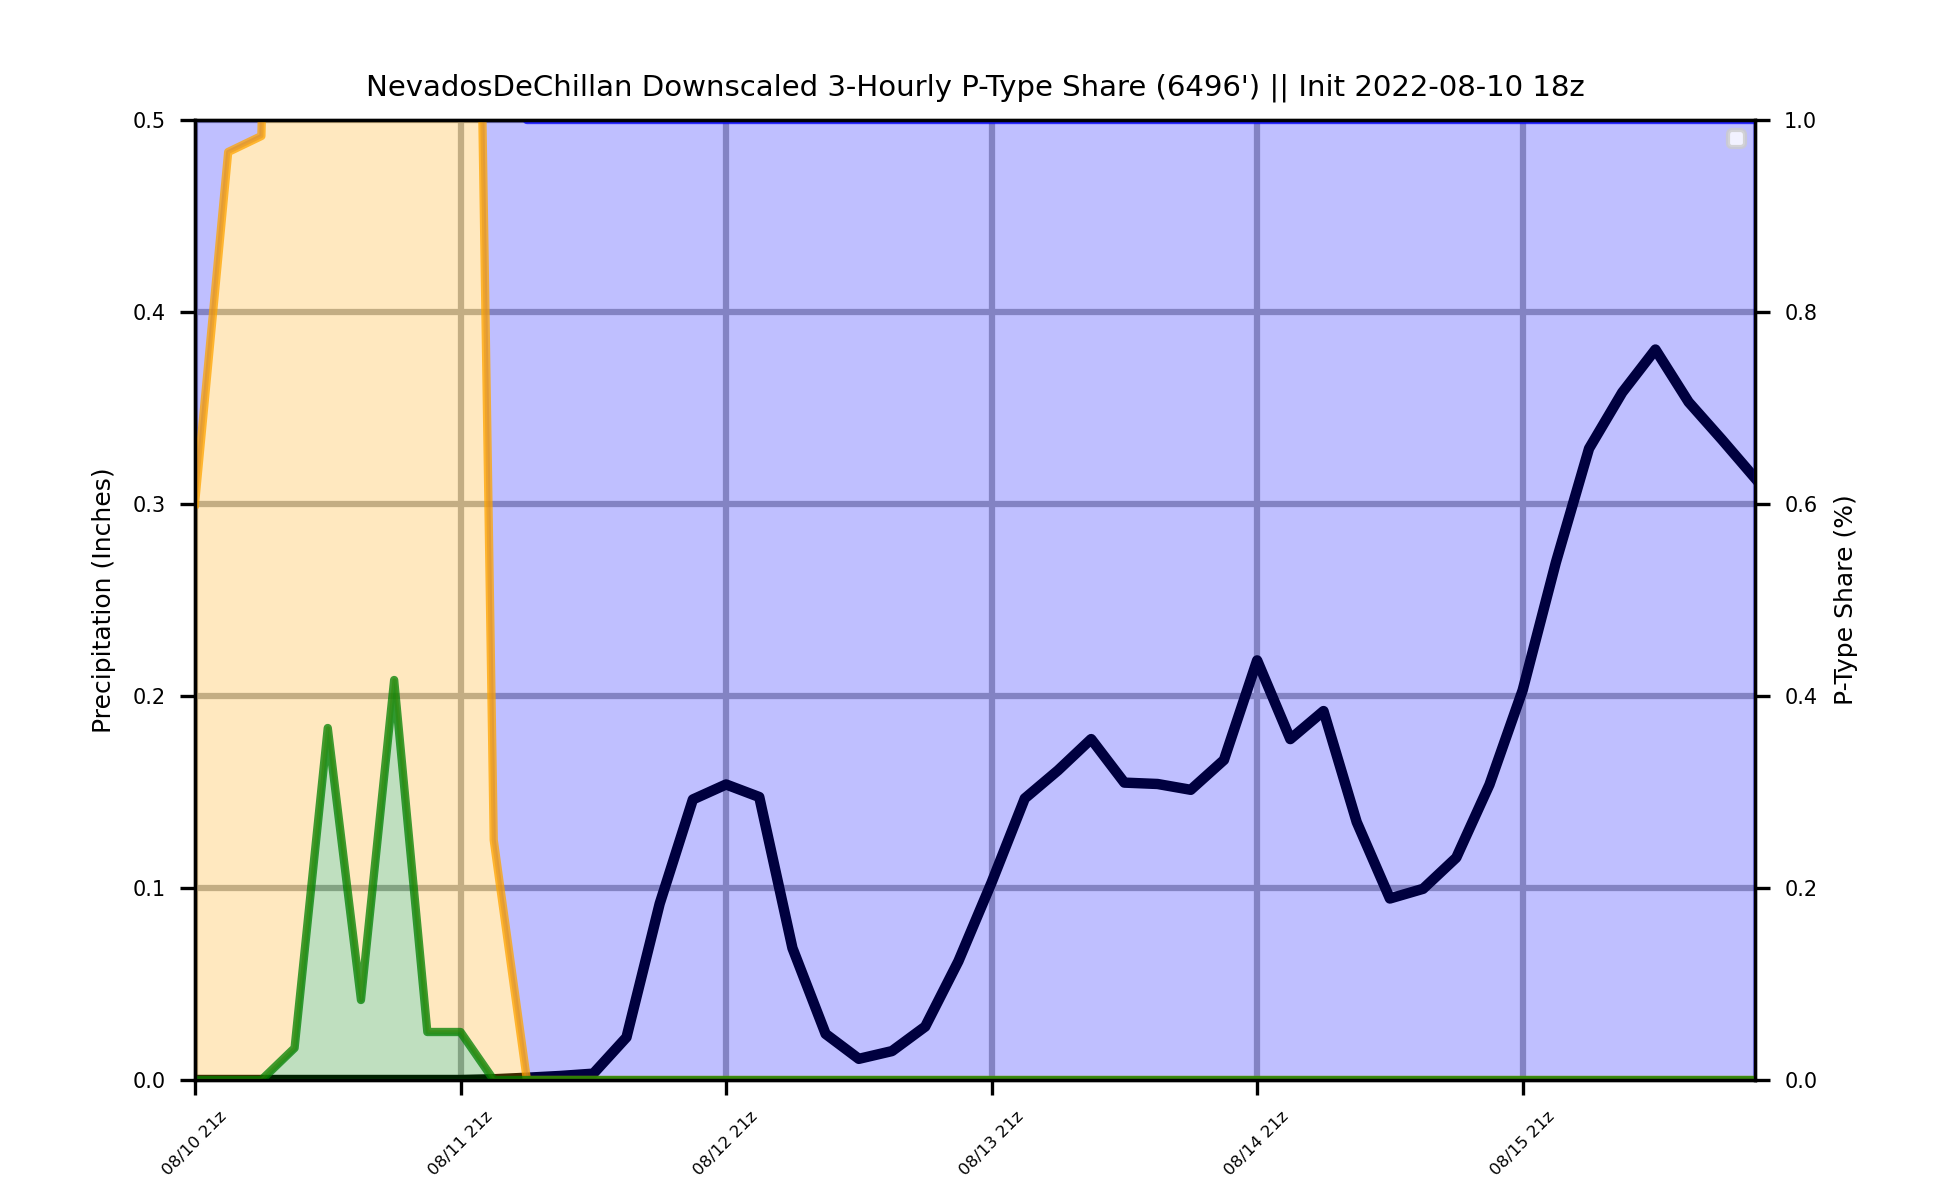 NevadosDeChillan Downscaled 3-Hourly P-Type Share (6496') || Init 2022-08-10 18z
0.5
0.4
0.3
0.2
0.1
0.0
Precipitation (Inches)
1.0
0.8
0.6
0.4
0.2
0.0
P-Type Share (%)
08/10 21z
08/11 21z
08/12 21z
08/13 21z
08/14 21z
08/15 21z